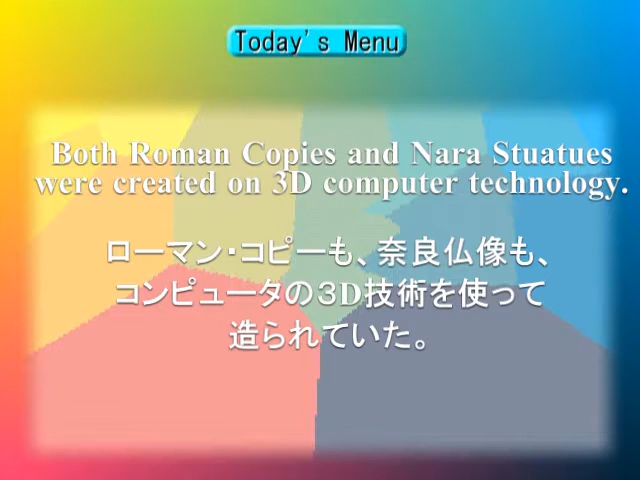 Today's Menu
Both Roman Copies and Nara Stuatues
were created on 3D computer technology.
ローマン・コピーも、奈良仏像も、
コンピュータの３D技術を使って
造られていた。